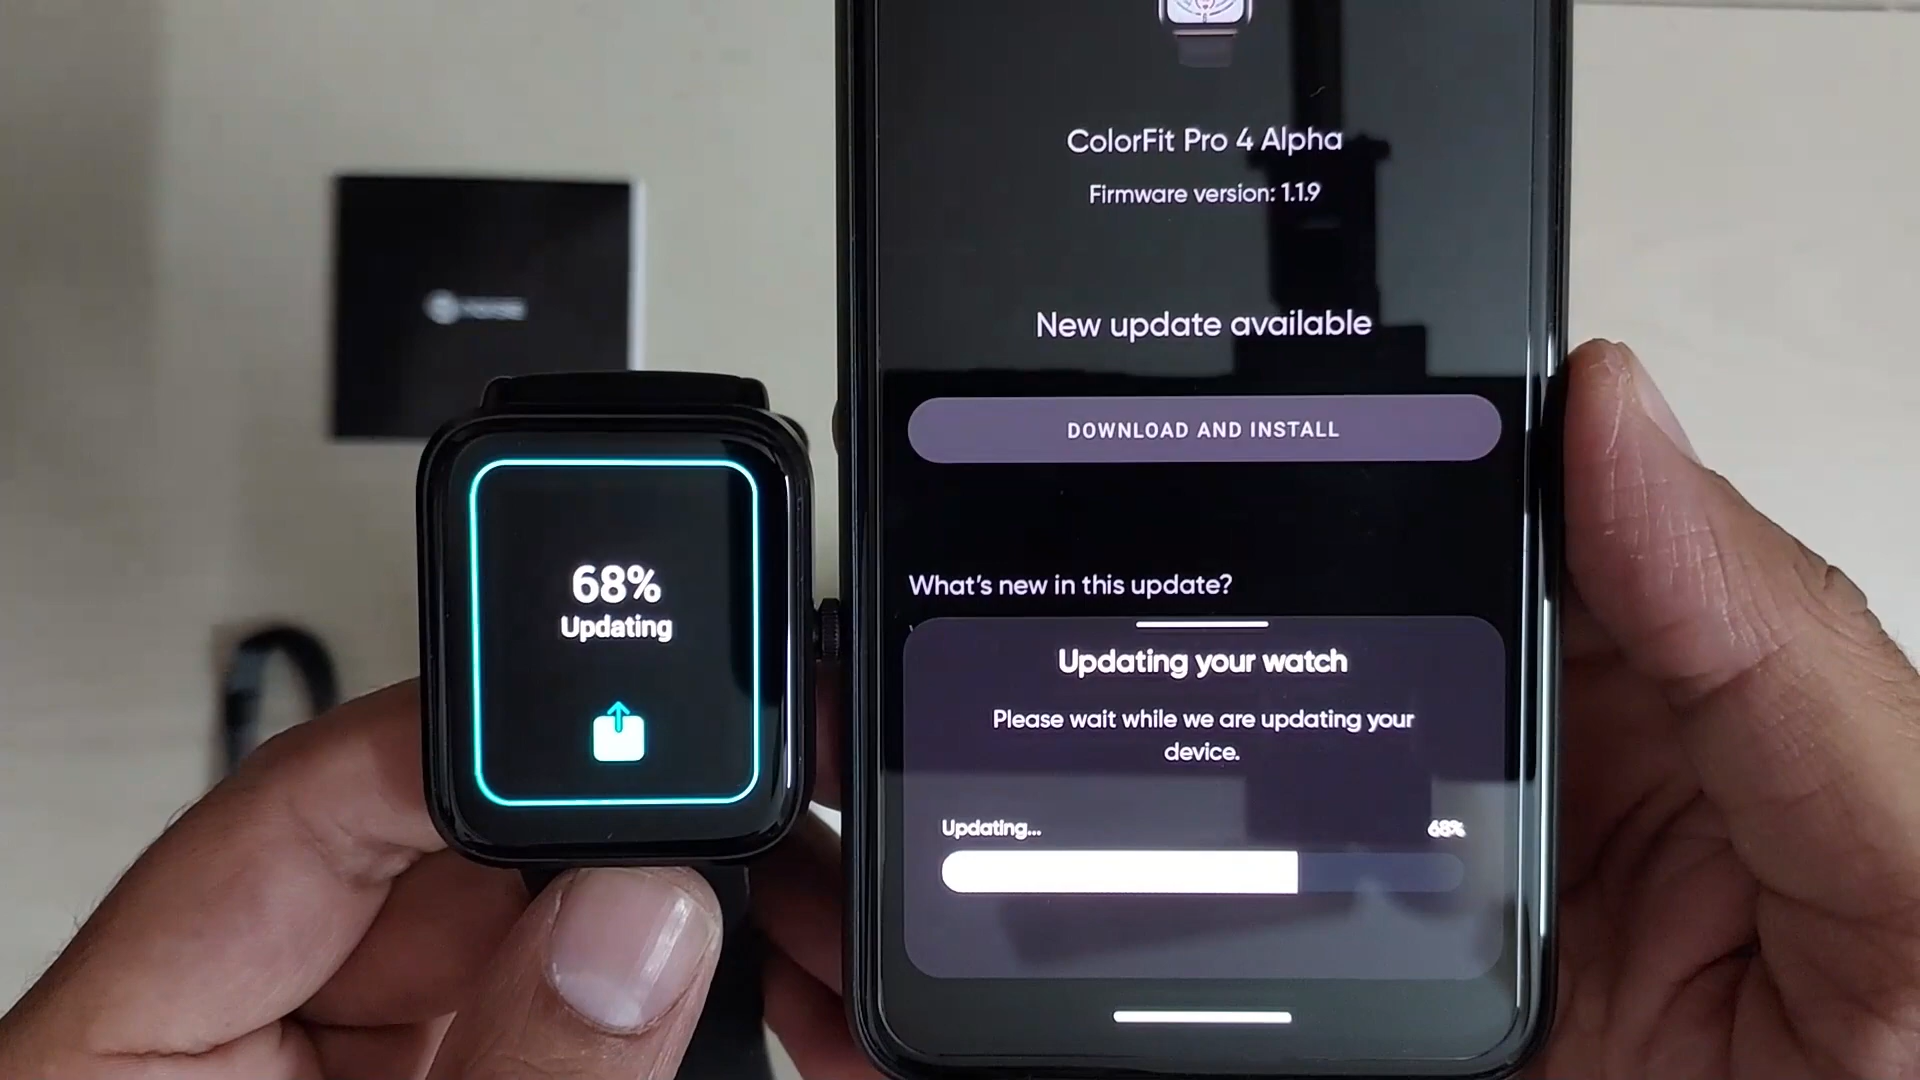 ColorFit Pro 4 Alpha
Firmware version: 1.1.9
New update available
DOWNLOAD AND INSTALL
What's new in this update?
Updating your watch
Please wait while we are updating your
device.
Updating...
68%
68%
Updating